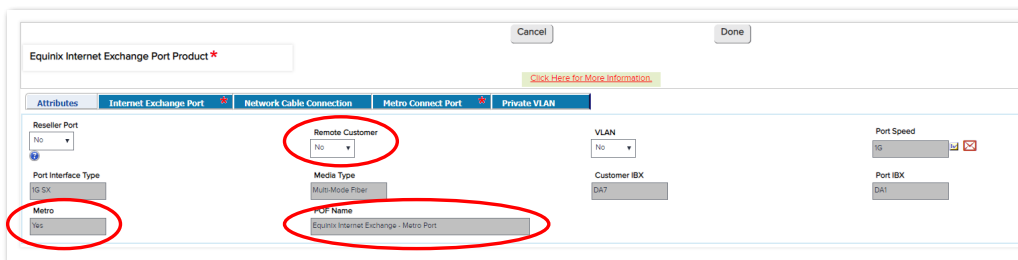 Cancel
Done
Equinix Internet Exchange Port Product *
Click Here for More Information.
Attributes
Internet Exchange Port *
Network Cable Connection
Metro Connect Port *
Private VLAN
Reseller Port
Remote Customer
VLAN
Port Speed
No
No
No
1G
?
Port Interface Type
Media Type
Customer IBX
Port IBX
1G SX
Multi-Mode Fiber
DA7
DA1
Metro
POF Name
Yes
Equinix Internet Exchange - Metro Port